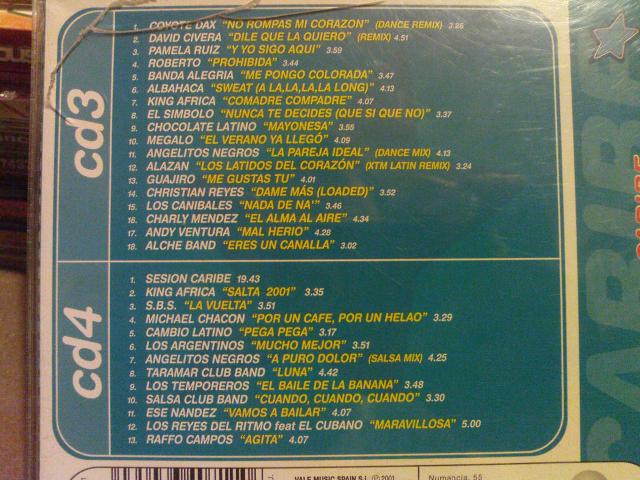 cd3
1. COYOTE DAX "NO ROMPAS MI CORAZON" (DANCE REMIX) 3.26
2. DAVID CIVERA "DILE QUE LA QUIERO" (REMIX) 4.51
3. PAMELA RUIZ "Y YO SIGO AQUI" 3.59
4. ROBERTO "PROHIBIDA" 3.44
5. BANDA ALEGRIA "ME PONGO COLORADA" 3.47
6. ALBAHACA "SWEAT (A LA,LA,LA,LA LONG)" 4.13
7. KING AFRICA "COMADRE COMPADRE" 4.07
8. EL SIMBOLO "NUNCA TE DECIDES (QUE SI QUE NO)" 3.37
9. CHOCOLATE LATINO "MAYONESA" 3.55
10. MEGALO "EL VERANO YA LLEGÓ" 4.09
11. ANGELITOS NEGROS "LA PAREJA IDEAL" (DANCE MIX) 4.13
12. ALAZAN "LOS LATIDOS DEL CORAZÓN" (XTM LATIN REMIX) 3.24
13. GUAJIRO "ME GUSTAS TU" 4.01
14. CHRISTIAN REYES "DAME MÁS (LOADED)" 3.52
15. LOS CANIBALES "NADA DE NA'" 3.46
16. CHARLY MENDEZ "EL ALMA AL AIRE" 4.34
17. ANDY VENTURA "MAL HERIO" 4.28
18. ALCHE BAND "ERES UN CANALLA" 3.02
cd4
1. SESION CARIBE 19.43
2. KING AFRICA "SALTA 2001" 3.35
3. S.B.S. "LA VUELTA" 3.51
4. MICHAEL CHACON "POR UN CAFE, POR UN HELAO" 3.29
5. CAMBIO LATINO "PEGA PEGA" 3.17
6. LOS ARGENTINOS "MUCHO MEJOR" 3.51
7. ANGELITOS NEGROS "A PURO DOLOR" (SALSA MIX) 4.25
8. TARAMAR CLUB BAND "LUNA" 4.42
9. LOS TEMPOREROS "EL BAILE DE LA BANANA" 3.48
10. SALSA CLUB BAND "CUANDO, CUANDO, CUANDO" 3.30
11. ESE NANDEZ "VAMOS A BAILAR" 4.07
12. LOS REYES DEL RITMO feat EL CUBANO "MARAVILLOSA" 5.00
13. RAFFO CAMPOS "AGITA" 4.07
VALE MUSIC SPAIN S.L. ℗ 2001
Numancia, 55